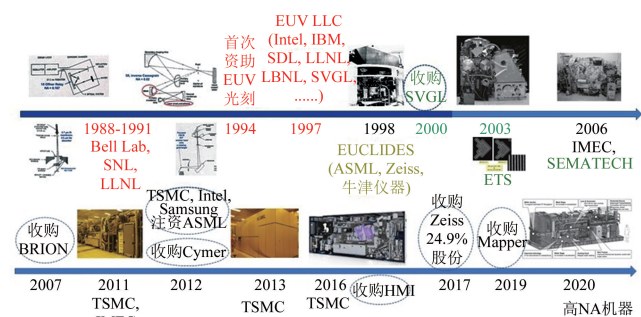 首次
资助
EUV
光刻
EUV LLC
(Intel, IBM,
SDL, LLNL,
LBNL, SVGL,
......)
收购
SVGL
1988-1991
Bell Lab,
SNL,
LLNL
1994
1997
1998
2000
2003
2006
EUCLIDES
(ASML, Zeiss,
牛津仪器)
ETS
IMEC,
SEMATECH
收购
BRION
TSMC, Intel,
Samsung
注资ASML
收购Cymer
收购
Zeiss
24.9%
股份
收购
Mapper
2007
2011
TSMC,
2012
2013
TSMC
2016
TSMC
收购HMI
2017
2019
2020
高NA机器